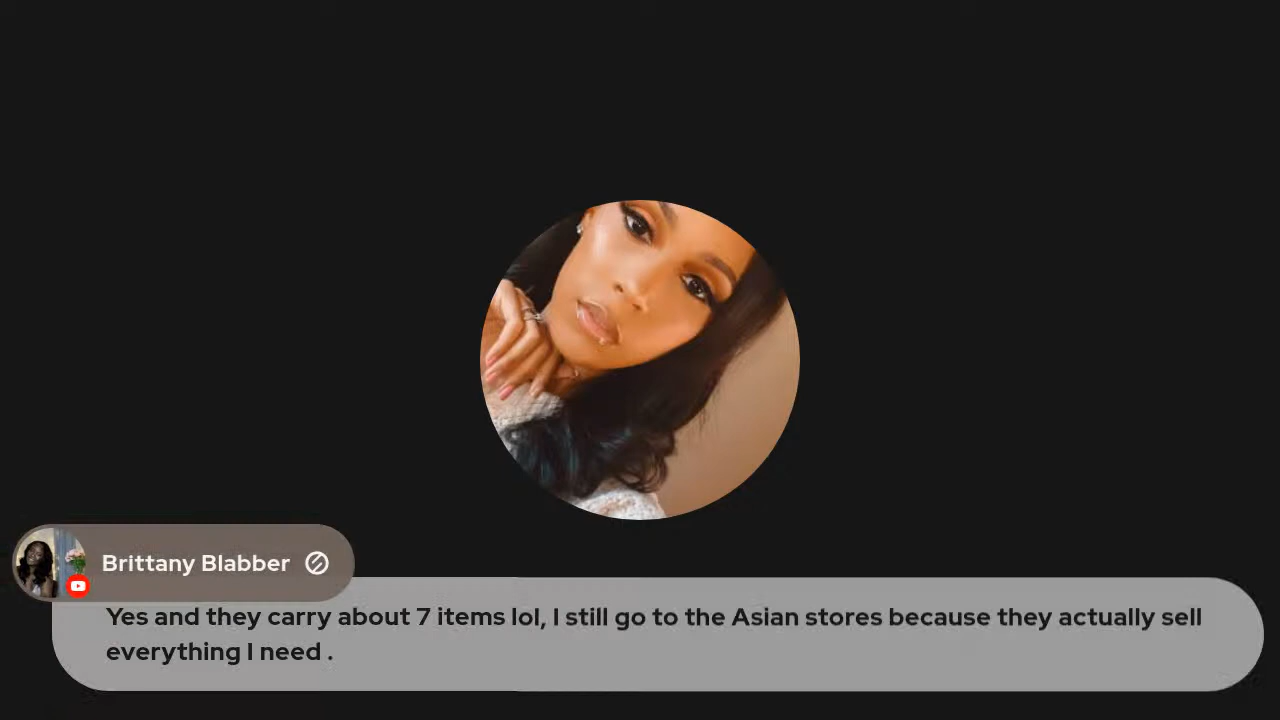 Brittany Blabber
Yes and they carry about 7 items lol, I still go to the Asian stores because they actually sell
everything I need .